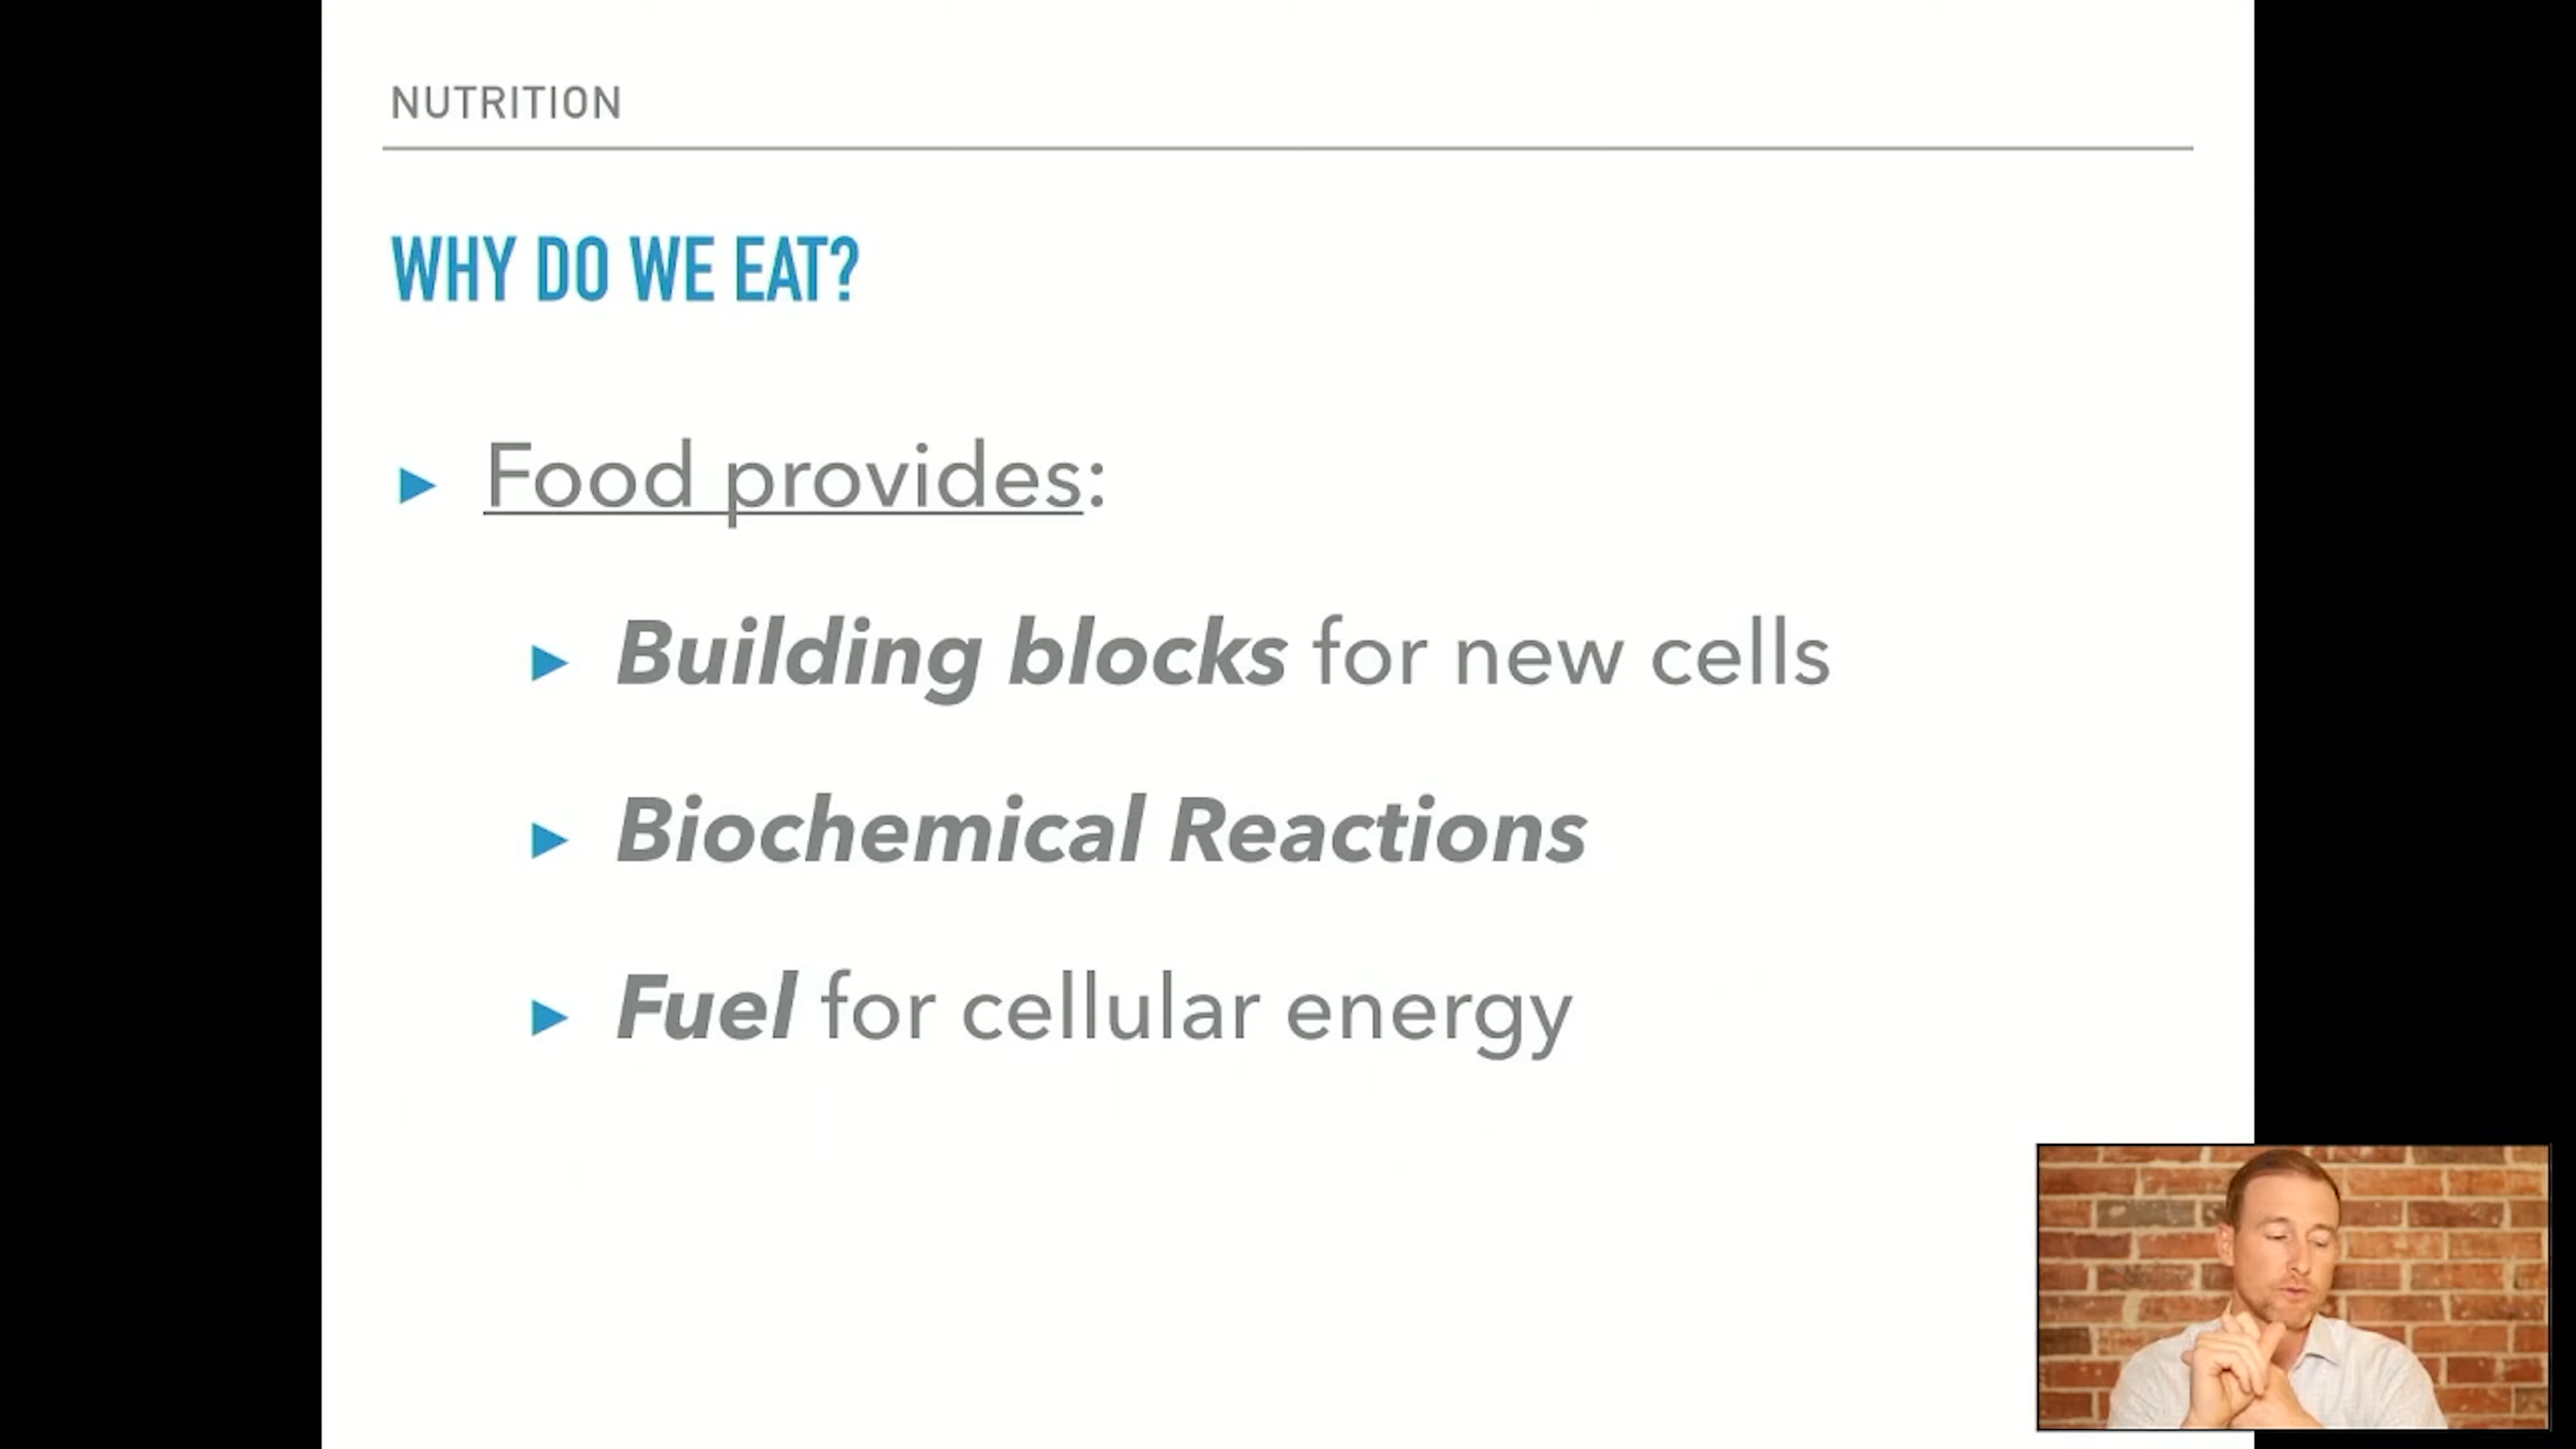 NUTRITION
WHY DO WE EAT?
Food provides:
Building blocks for new cells
Biochemical Reactions
Fuel for cellular energy